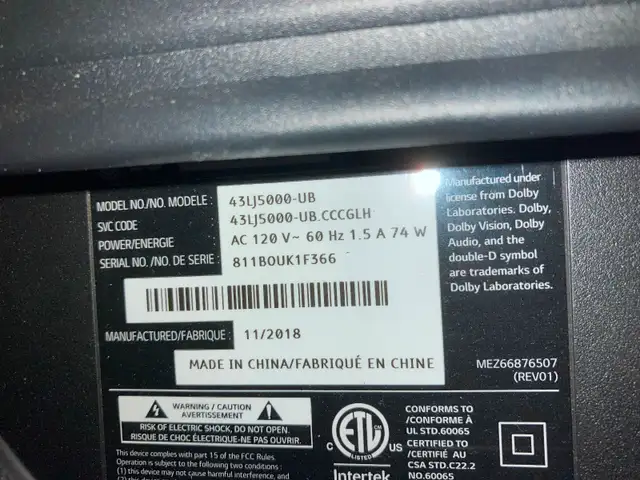 MODEL NO./NO. MODELE : 43LJ5000-UB
SVC CODE 43LJ5000-UB.CCCGLH
POWER/ENERGIE : AC 120 V~ 60 Hz 1.5 A 74 W
SERIAL NO. /NO. DE SERIE : 811BOUK1F366
MANUFACTURED/FABRIQUÉ : 11/2018
MADE IN CHINA/FABRIQUÉ EN CHINE
Manufactured under
license from Dolby
Laboratories. Dolby,
Dolby Vision, Dolby
Audio, and the
double-D symbol
are trademarks of
Dolby Laboratories.
MEZ66876507
(REV01)
WARNING / CAUTION
AVERTISSEMENT
RISK OF ELECTRIC SHOCK, DO NOT OPEN.
RISQUE DE CHOC ÉLECTRIQUE NE PAS OUVRIR.
This device complies with part 15 of the FCC Rules.
Operation is subject to the following two conditions :
(1) this device may not cause harmful interference, and
ETL
LISTED
C US
Intertek
CONFORMS TO
/CONFORME À
UL STD.60065
CERTIFIED TO
/CERTIFIÉ AU
CSA STD.C22.2
NO.60065